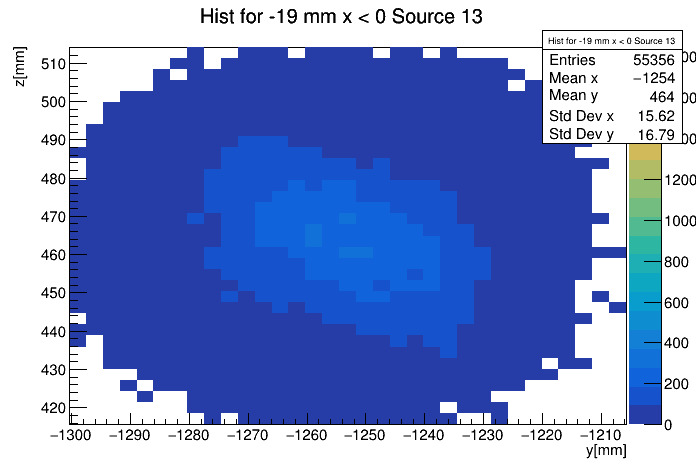 Hist for -19 mm x < 0 Source 13
Hist for -19 mm x < 0 Source 13
Entries 55356
Mean x −1254
Mean y 464
Std Dev x 15.62
Std Dev y 16.79
z[mm]
510
500
490
480
470
460
450
440
430
420
−1300 −1290 −1280 −1270 −1260 −1250 −1240 −1230 −1220 −1210
y[mm]
1200
1000
800
600
400
200
0